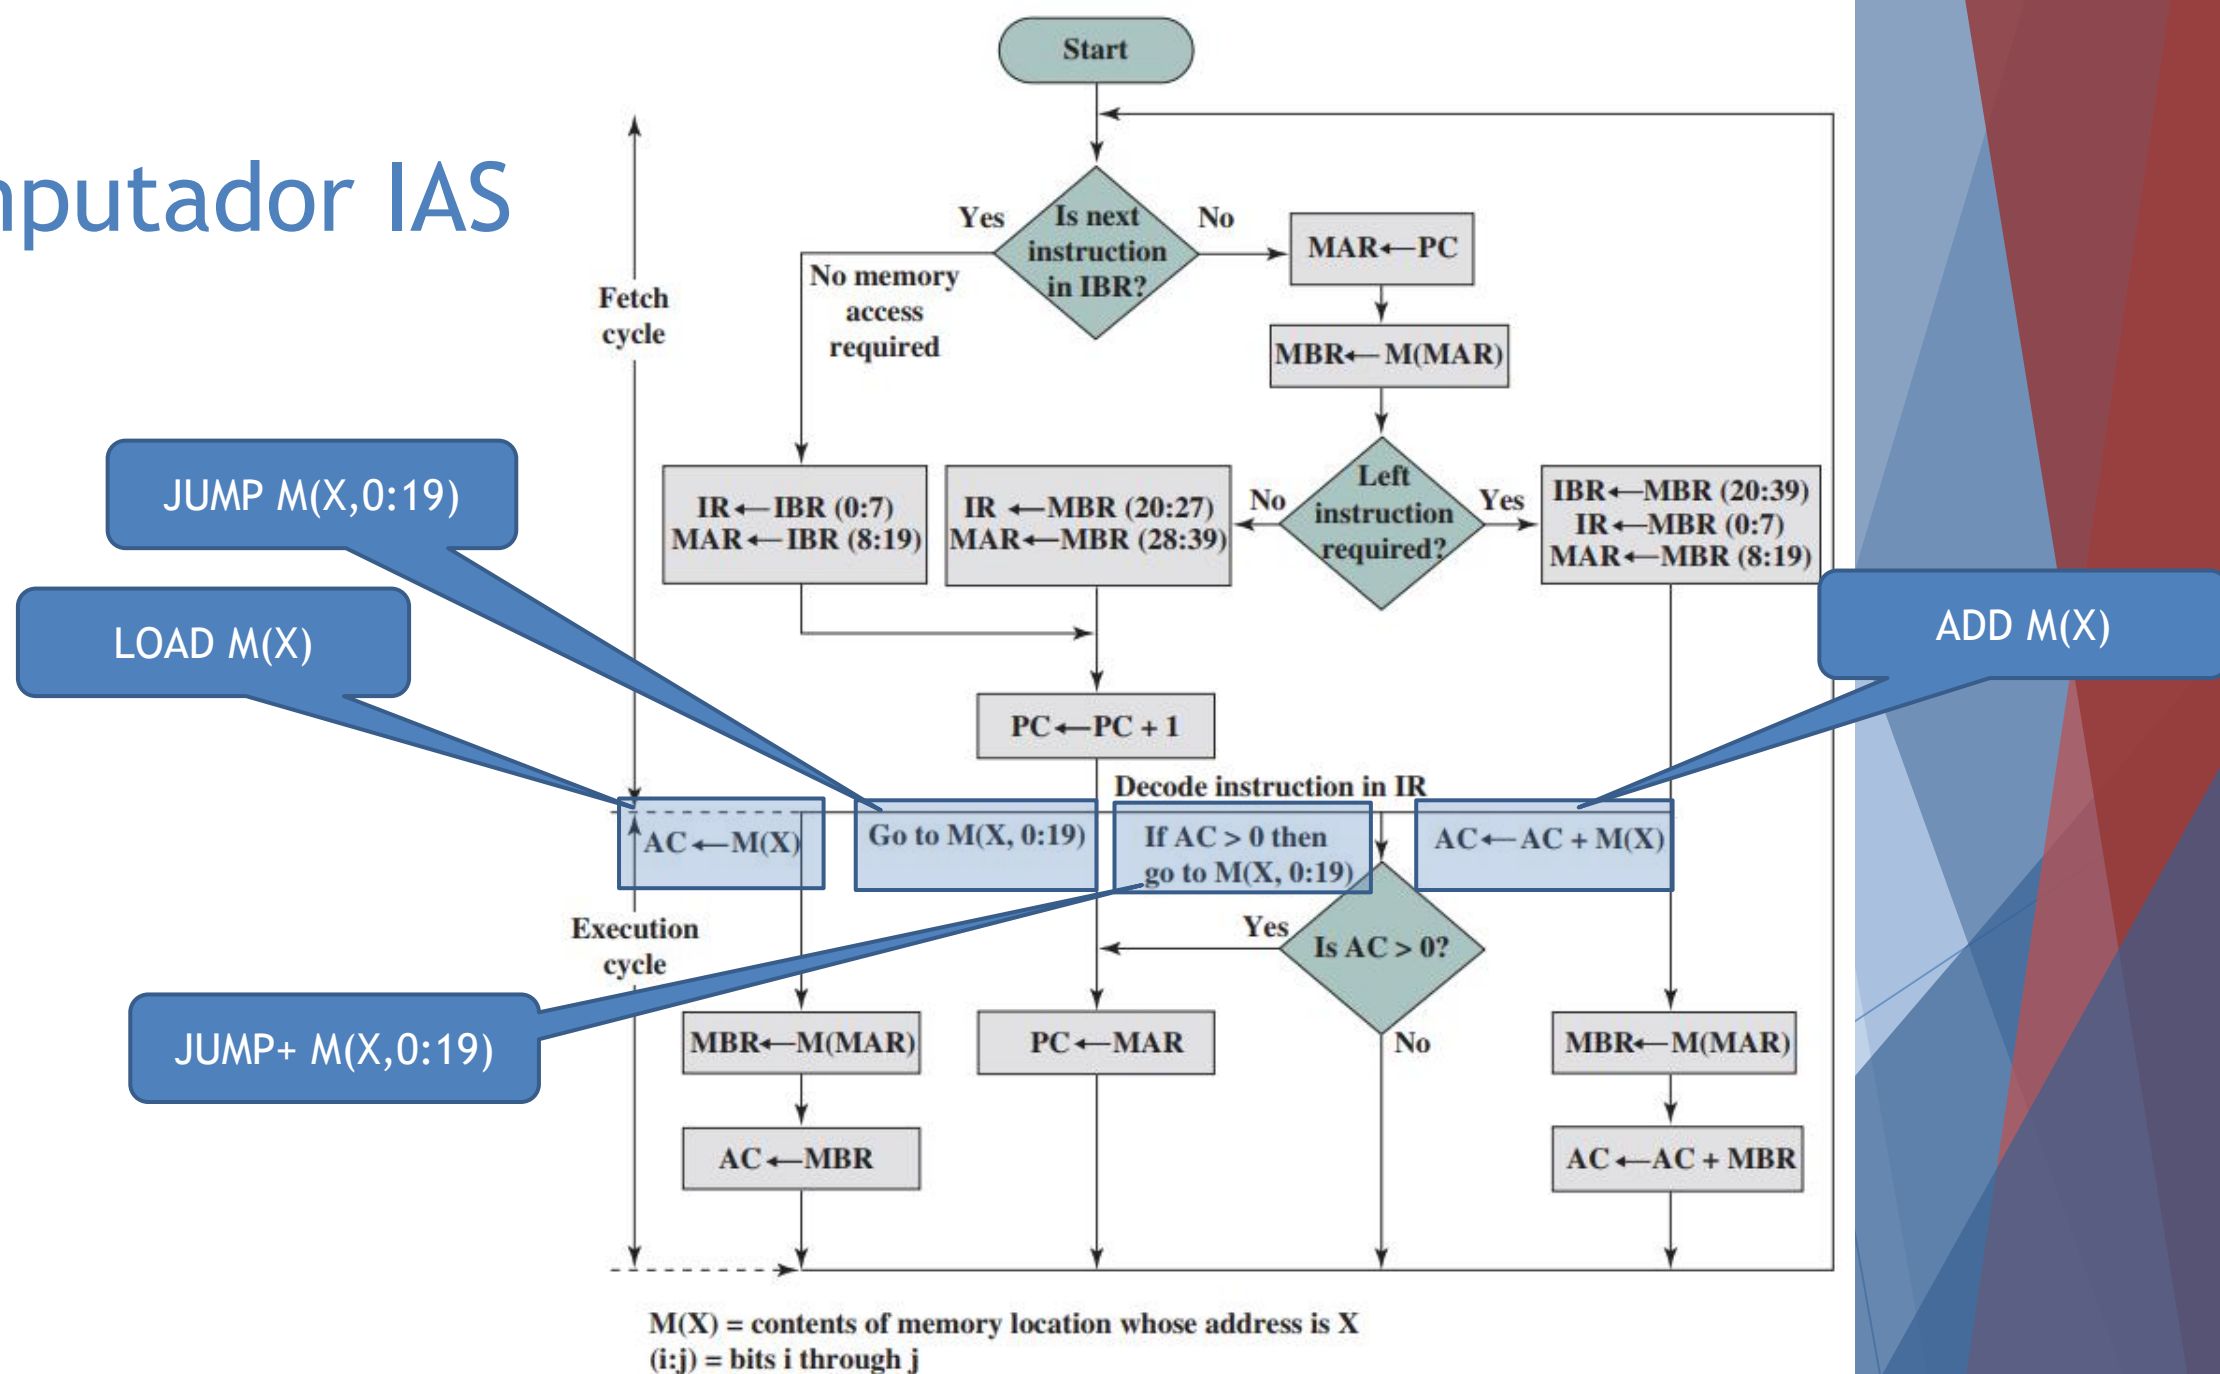 nputador IAS
Start
Is next
instruction
in IBR?
Yes
No
No memory
access
required
MAR←PC
MBR←M(MAR)
Fetch
cycle
Left
instruction
required?
No
Yes
IR←IBR (0:7)
MAR←IBR (8:19)
IR ←MBR (20:27)
MAR←MBR (28:39)
IBR←MBR (20:39)
IR←MBR (0:7)
MAR←MBR (8:19)
JUMP M(X,0:19)
LOAD M(X)
ADD M(X)
PC←PC + 1
Decode instruction in IR
AC←M(X)
Go to M(X, 0:19)
If AC > 0 then
go to M(X, 0:19)
AC←AC + M(X)
Execution
cycle
Yes
Is AC > 0?
No
JUMP+ M(X,0:19)
MBR←M(MAR)
PC←MAR
MBR←M(MAR)
AC←MBR
AC←AC + MBR
M(X) = contents of memory location whose address is X
(i:j) = bits i through j